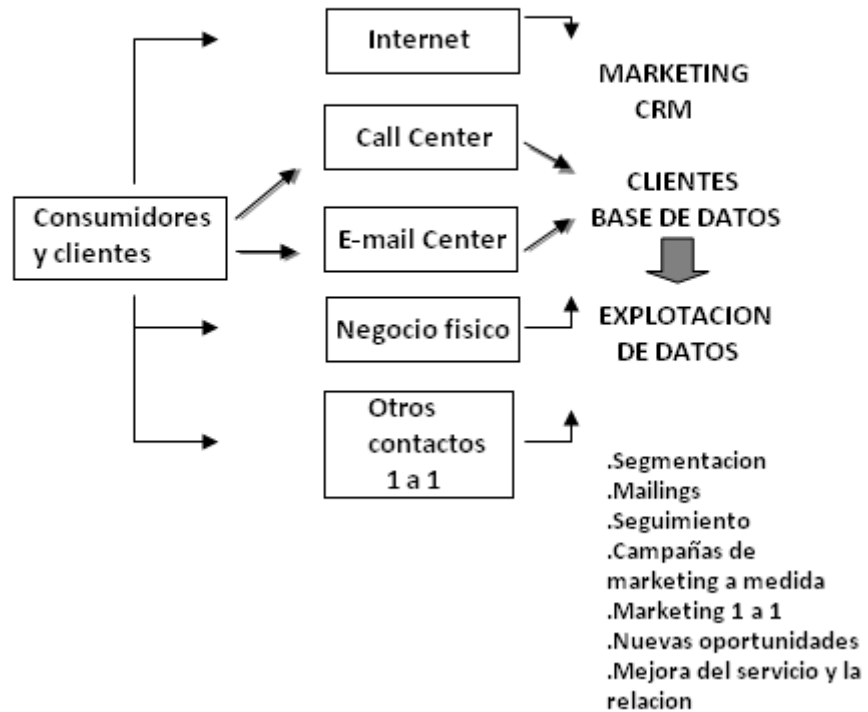 Internet
MARKETING
CRM
Call Center
Consumidores
y clientes
CLIENTES
BASE DE DATOS
E-mail Center
Negocio fisico
EXPLOTACION
DE DATOS
Otros
contactos
1 a 1
.Segmentacion
.Mailings
.Seguimiento
.Campañas de
marketing a medida
.Marketing 1 a 1
.Nuevas oportunidades
.Mejora del servicio y la
relacion